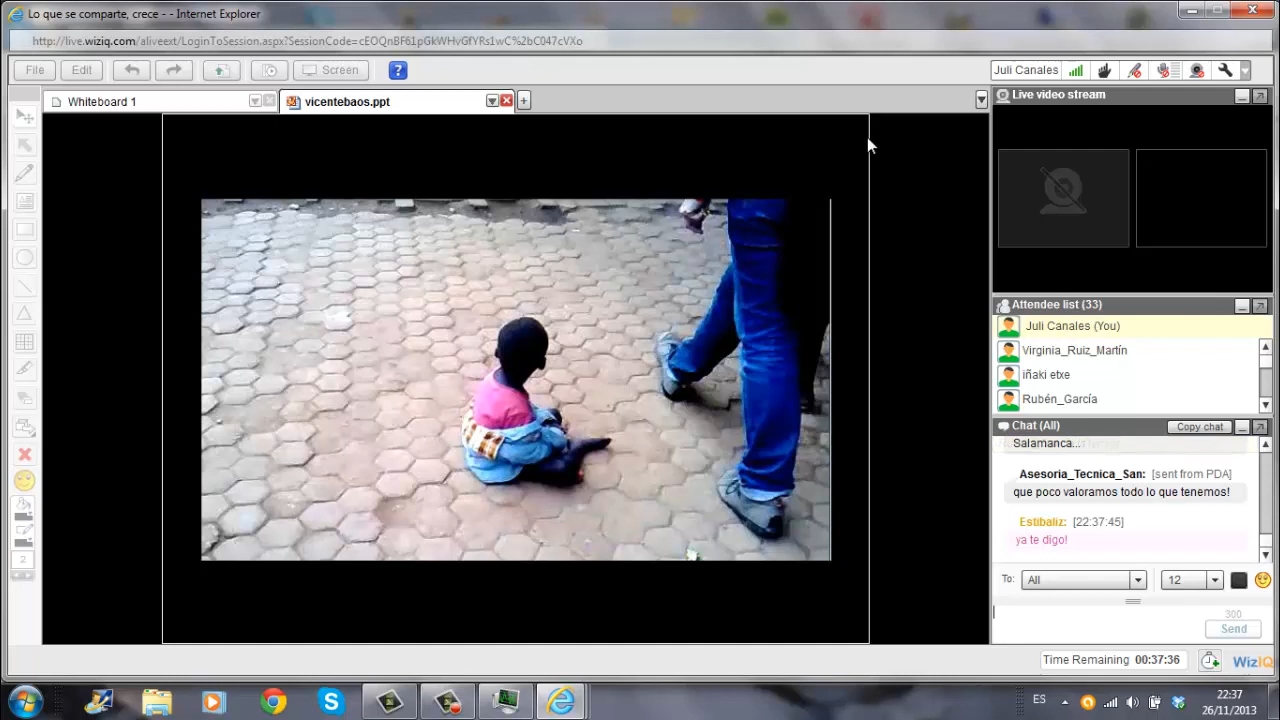 Lo que se comparte, crece - - Internet Explorer
http://live.wiziq.com/aliveext/LoginToSession.aspx?SessionCode=cEOQnBF61pGkWHvGfYRs1wC%2bC047cVXo
File Edit Screen ? Juli Canales
Whiteboard 1 vicentebaos.ppt
Live video stream
Attendee list (33)
Juli Canales (You)
Virginia_Ruiz_Martín
iñaki etxe
Rubén_García
Chat (All) Copy chat
Salamanca...
Asesoria_Tecnica_San: [sent from PDA]
que poco valoramos todo lo que tenemos!
Estibaliz: [22:37:45]
ya te digo!
To: All 12
2
300
Send
Time Remaining 00:37:36 WizIQ
ES 22:37
26/11/2013